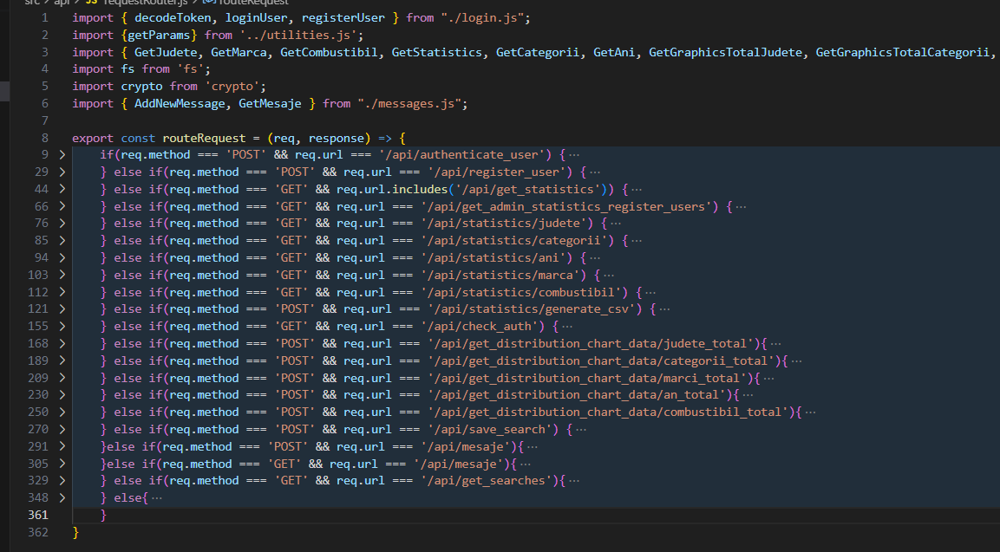 src > api > JS requestRouter.js > routeRequest
1 import { decodeToken, loginUser, registerUser } from "./login.js";
2 import {getParams} from '../utilities.js';
3 import { GetJudete, GetMarca, GetCombustibil, GetStatistics, GetCategorii, GetAni, GetGraphicsTotalJudete, GetGraphicsTotalCategorii,
4 import fs from 'fs';
5 import crypto from 'crypto';
6 import { AddNewMessage, GetMesaje } from "./messages.js";
7
8 export const routeRequest = (req, response) => {
9 > if(req.method === 'POST' && req.url === '/api/authenticate_user') { ···
29 > } else if(req.method === 'POST' && req.url === '/api/register_user') { ···
44 > } else if(req.method === 'GET' && req.url.includes('/api/get_statistics')) { ···
66 > } else if(req.method === 'GET' && req.url === '/api/get_admin_statistics_register_users') { ···
76 > } else if(req.method === 'GET' && req.url === '/api/statistics/judete') { ···
85 > } else if(req.method === 'GET' && req.url === '/api/statistics/categorii') { ···
94 > } else if(req.method === 'GET' && req.url === '/api/statistics/ani') { ···
103 > } else if(req.method === 'GET' && req.url === '/api/statistics/marca') { ···
112 > } else if(req.method === 'GET' && req.url === '/api/statistics/combustibil') { ···
121 > } else if(req.method === 'POST' && req.url === '/api/statistics/generate_csv') { ···
155 > } else if(req.method === 'GET' && req.url === '/api/check_auth') { ···
168 > } else if(req.method === 'POST' && req.url === '/api/get_distribution_chart_data/judete_total'){ ···
189 > } else if(req.method === 'POST' && req.url === '/api/get_distribution_chart_data/categorii_total'){ ···
209 > } else if(req.method === 'POST' && req.url === '/api/get_distribution_chart_data/marci_total'){ ···
230 > } else if(req.method === 'POST' && req.url === '/api/get_distribution_chart_data/an_total'){ ···
250 > } else if(req.method === 'POST' && req.url === '/api/get_distribution_chart_data/combustibil_total'){ ···
270 > } else if(req.method === 'POST' && req.url === '/api/save_search') { ···
291 > }else if(req.method === 'POST' && req.url === '/api/mesaje'){ ···
305 > }else if(req.method === 'GET' && req.url === '/api/mesaje'){ ···
329 > } else if(req.method === 'GET' && req.url === '/api/get_searches'){ ···
348 > } else{ ···
361 }
362 }